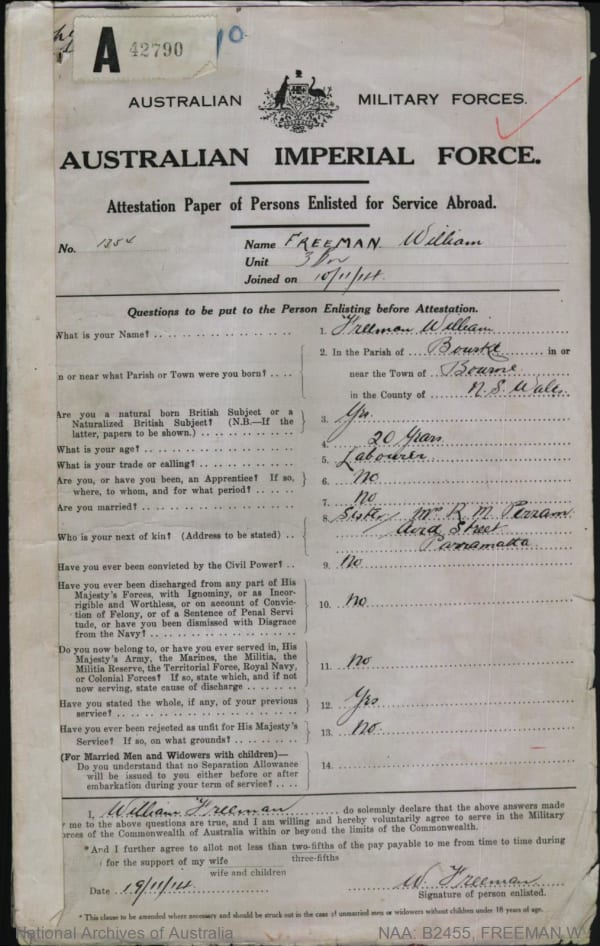 A 42790
AUSTRALIAN MILITARY FORCES.
AUSTRALIAN IMPERIAL FORCE.
Attestation Paper of Persons Enlisted for Service Abroad.
No. 1354 Name FREEMAN William
Unit
Joined on 10/11/14.
Questions to be put to the Person Enlisting before Attestation.
What is your Name? 1. Freeman William
2. In the Parish of in or
n or near what Parish or Town were you born? near the Town of Bourke
in the County of N. S. Wales
Are you a natural born British Subject or a
Naturalized British Subject? (N.B.—If the 3. Yes
latter, papers to be shown.)
What is your age? 4. 20 Years
What is your trade or calling? 5. Labourer
Are you, or have you been, an Apprentice? If so,
where, to whom, and for what period? 6. No
Are you married? 7. No
8. Sister Mrs R M
Who is your next of kin? (Address to be stated) Street
Parramatta
Have you ever been convicted by the Civil Power? 9. No
Have you ever been discharged from any part of His
Majesty's Forces, with Ignominy, or as Incor-
rigible and Worthless, or on account of Convic-
tion of Felony, or of a Sentence of Penal Servi 10. No
tude, or have you been dismissed with Disgrace
from the Navy?
Do you now belong to, or have you ever served in, His
Majesty's Army, the Marines, the Militia, the
Militia Reserve, the Territorial Force, Royal Navy, 11. No
or Colonial Forces? If so, state which, and if not
now serving, state cause of discharge
Have you stated the whole, if any, of your previous
service? 12. Yes
Have you ever been rejected as unfit for His Majesty's
Service? If so, on what grounds? 13. No.
(For Married Men and Widowers with children)—
Do you understand that no Separation Allowance
will be issued to you either before or after 14.
embarkation during your term of service?
I, William Freeman do solemnly declare that the above answers made
me to the above questions are true, and I am willing and hereby voluntarily agree to serve in the Military
orces of the Commonwealth of Australia within or beyond the limits of the Commonwealth.
*And I further agree to allot not less than two-fifths of the pay payable to me from time to time during
three-fifths
for the support of my wife
wife and children
Date 19/11/14 W. Freeman
Signature of person enlisted.
* This clause to be amended where necessary and should be struck out in the case of unmarried men or widowers without children under 18 years of age.
National Archives of Australia NAA: B2455, FREEMAN W